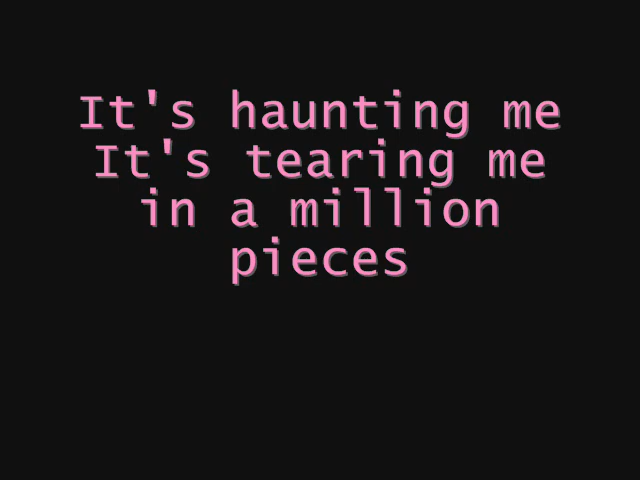 It's haunting me
It's tearing me
in a million
pieces